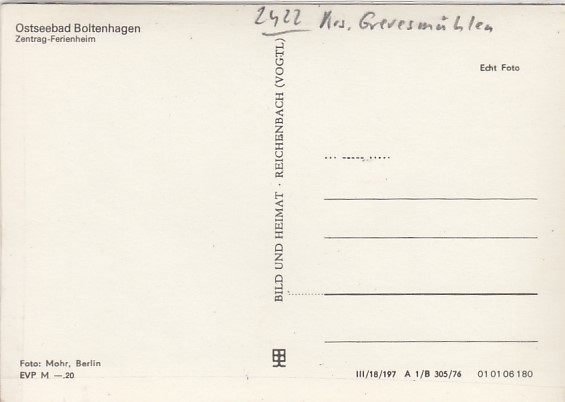 2422 Krs. Grevesmühlen
Ostseebad Boltenhagen
Zentrag-Ferienheim
Echt Foto
BILD UND HEIMAT · REICHENBACH (VOGTL)
Foto: Mohr, Berlin
EVP M —.20
III/18/197 A 1/B 305/76 01 01 06 180